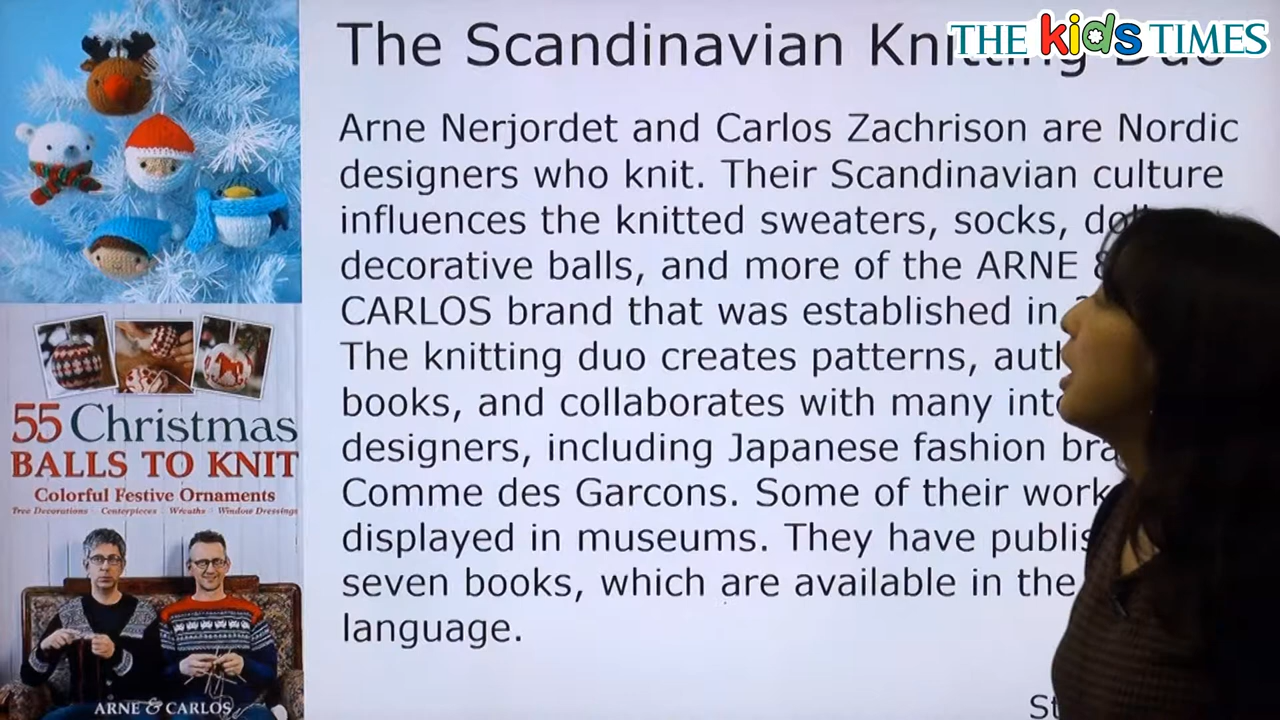 The Scandinavian Knitting Duo
THE kids TIMES
Arne Nerjordet and Carlos Zachrison are Nordic
designers who knit. Their Scandinavian culture
influences the knitted sweaters, socks,
decorative balls, and more of the ARNE &
CARLOS brand that was established in
The knitting duo creates patterns,
books, and collaborates with many
designers, including Japanese fashion
Comme des Garcons. Some of their
displayed in museums. They have
seven books, which are available in the
language.
55 Christmas
BALLS TO KNIT
Colorful Festive Ornaments
Tree Decorations Centerpieces Wreaths Window Dressings
ARNE & CARLOS